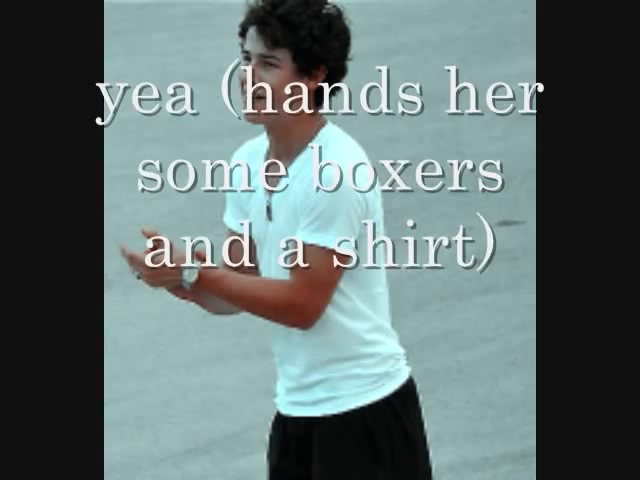 yea (hands her
some boxers
and a shirt)